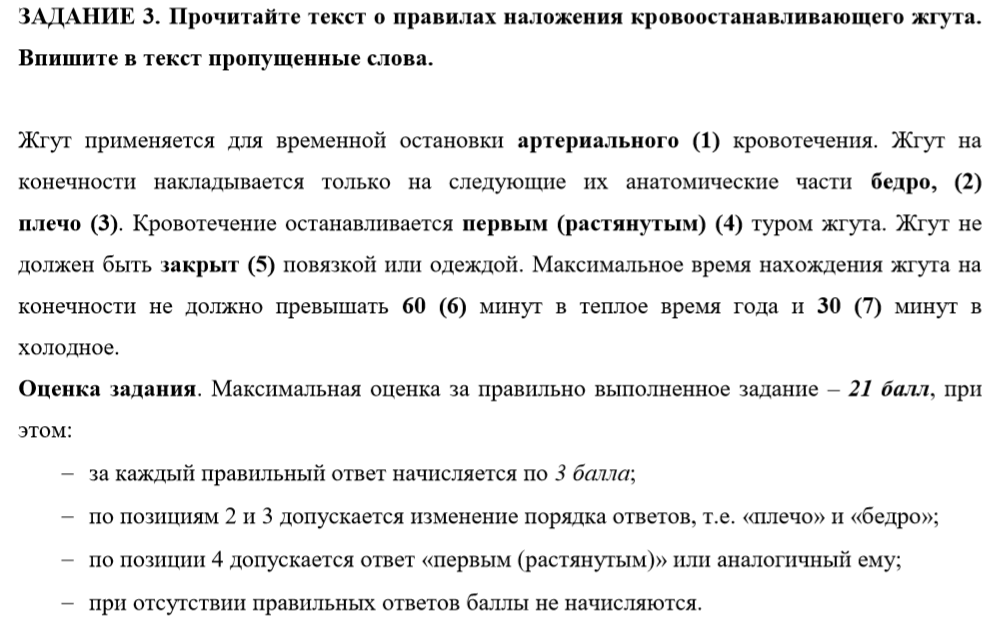 ЗАДАНИЕ 3. Прочитайте текст о правилах наложения кровоостанавливающего жгута.
Впишите в текст пропущенные слова.
Жгут применяется для временной остановки артериального (1) кровотечения. Жгут на
конечности накладывается только на следующие их анатомические части бедро, (2)
плечо (3). Кровотечение останавливается первым (растянутым) (4) туром жгута. Жгут не
должен быть закрыт (5) повязкой или одеждой. Максимальное время нахождения жгута на
конечности не должно превышать 60 (6) минут в теплое время года и 30 (7) минут в
холодное.
Оценка задания. Максимальная оценка за правильно выполненное задание – 21 балл, при
этом:
– за каждый правильный ответ начисляется по 3 балла;
– по позициям 2 и 3 допускается изменение порядка ответов, т.е. «плечо» и «бедро»;
– по позиции 4 допускается ответ «первым (растянутым)» или аналогичный ему;
– при отсутствии правильных ответов баллы не начисляются.